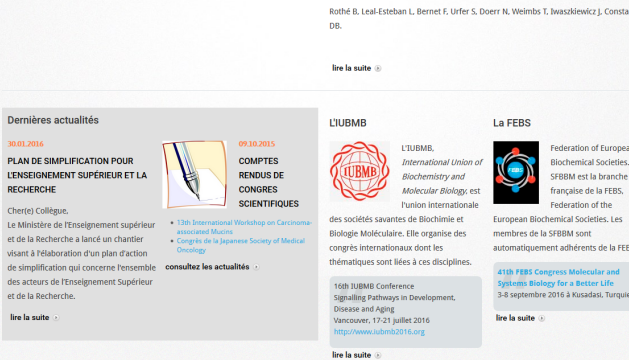 Rothé B, Leal-Esteban L, Bernet F, Urfer S, Doerr N, Weimbs T, Iwaszkiewicz J, Consta
DB.
lire la suite
Dernières actualités
30.01.2016
PLAN DE SIMPLIFICATION POUR
L'ENSEIGNEMENT SUPÉRIEUR ET LA
RECHERCHE
Cher(e) Collègue,
Le Ministère de l'Enseignement supérieur
et de la Recherche a lancé un chantier
visant à l'élaboration d'un plan d'action
de simplification qui concerne l'ensemble
des acteurs de l'Enseignement Supérieur
et de la Recherche.
lire la suite
09.10.2015
COMPTES
RENDUS DE
CONGRES
SCIENTIFIQUES
13th International Workshop on Carcinoma-
associated Mucins
Congrès de la Japanese Society of Medical
Oncology
consultez les actualités
L'IUBMB
IUBMB
L'IUBMB,
International Union of
Biochemistry and
Molecular Biology, est
l'union internationale
des sociétés savantes de Biochimie et
Biologie Moléculaire. Elle organise des
congrès internationaux dont les
thématiques sont liées à ces disciplines.
16th IUBMB Conference
Signalling Pathways in Development,
Disease and Aging
Vancouver, 17-21 juillet 2016
http://www.iubmb2016.org
lire la suite
La FEBS
FEBS
Federation of Europea
Biochemical Societies.
SFBBM est la branche
française de la FEBS,
Federation of the
European Biochemical Societies. Les
membres de la SFBBM sont
automatiquement adhérents de la FEB
41th FEBS Congress Molecular and
Systems Biology for a Better Life
3-8 septembre 2016 à Kusadasi, Turquie
lire la suite